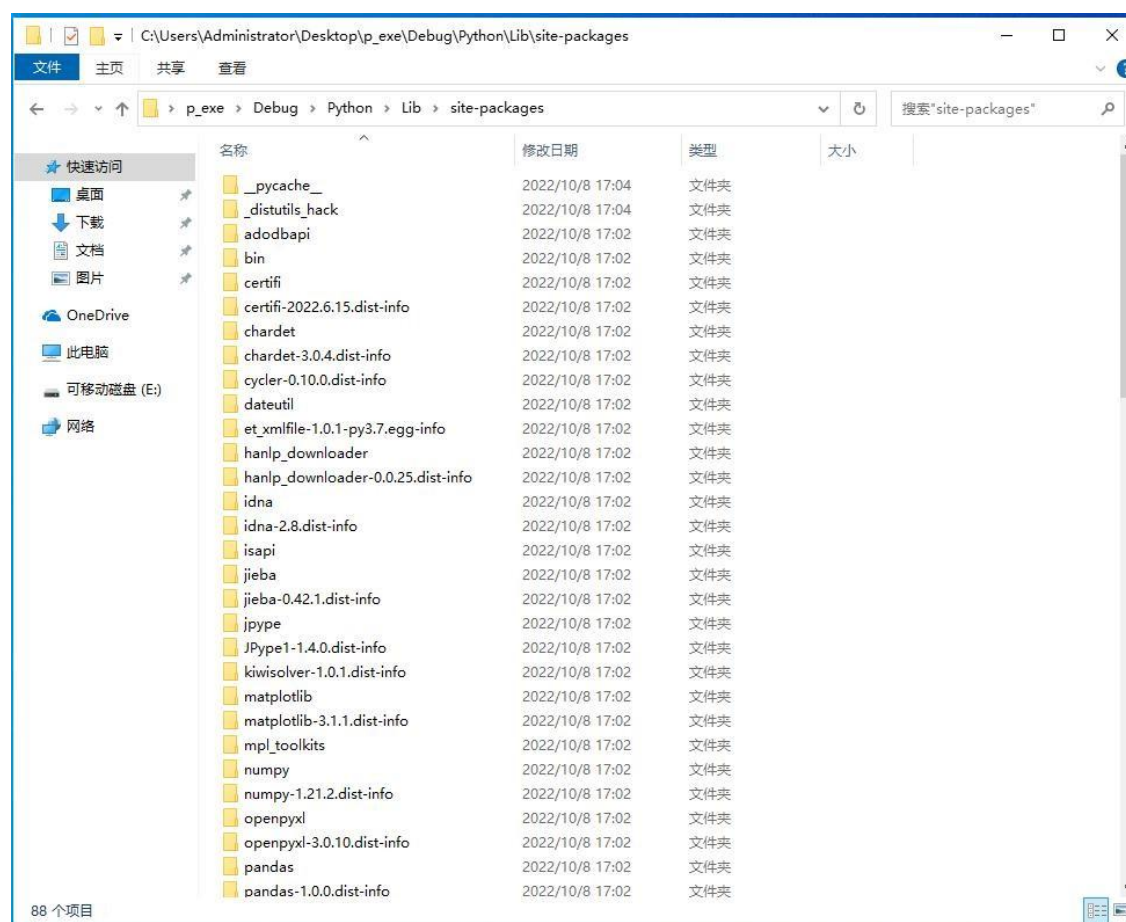 C:\Users\Administrator\Desktop\p_exe\Debug\Python\Lib\site-packages
文件 主页 共享 查看
p_exe › Debug › Python › Lib › site-packages 搜索"site-packages"
名称 修改日期 类型 大小
快速访问
桌面
下载
文档
图片
OneDrive
此电脑
可移动磁盘 (E:)
网络
__pycache__ 2022/10/8 17:04 文件夹
_distutils_hack 2022/10/8 17:04 文件夹
adodbapi 2022/10/8 17:02 文件夹
bin 2022/10/8 17:02 文件夹
certifi 2022/10/8 17:02 文件夹
certifi-2022.6.15.dist-info 2022/10/8 17:02 文件夹
chardet 2022/10/8 17:02 文件夹
chardet-3.0.4.dist-info 2022/10/8 17:02 文件夹
cycler-0.10.0.dist-info 2022/10/8 17:02 文件夹
dateutil 2022/10/8 17:02 文件夹
et_xmlfile-1.0.1-py3.7.egg-info 2022/10/8 17:02 文件夹
hanlp_downloader 2022/10/8 17:02 文件夹
hanlp_downloader-0.0.25.dist-info 2022/10/8 17:02 文件夹
idna 2022/10/8 17:02 文件夹
idna-2.8.dist-info 2022/10/8 17:02 文件夹
isapi 2022/10/8 17:02 文件夹
jieba 2022/10/8 17:02 文件夹
jieba-0.42.1.dist-info 2022/10/8 17:02 文件夹
jpype 2022/10/8 17:02 文件夹
JPype1-1.4.0.dist-info 2022/10/8 17:02 文件夹
kiwisolver-1.0.1.dist-info 2022/10/8 17:02 文件夹
matplotlib 2022/10/8 17:02 文件夹
matplotlib-3.1.1.dist-info 2022/10/8 17:02 文件夹
mpl_toolkits 2022/10/8 17:02 文件夹
numpy 2022/10/8 17:02 文件夹
numpy-1.21.2.dist-info 2022/10/8 17:02 文件夹
openpyxl 2022/10/8 17:02 文件夹
openpyxl-3.0.10.dist-info 2022/10/8 17:02 文件夹
pandas 2022/10/8 17:02 文件夹
pandas-1.0.0.dist-info 2022/10/8 17:02 文件夹
88 个项目